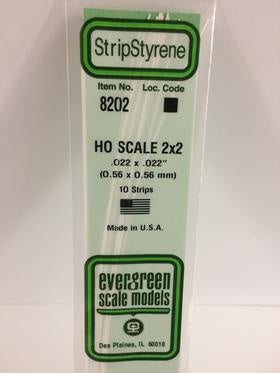 StripStyrene
Item No. Loc. Code
8202
HO SCALE 2x2
.022 x .022"
(0.56 x 0.56 mm)
10 Strips
Made in U.S.A.
evergreen
scale models
Des Plaines, IL 60018